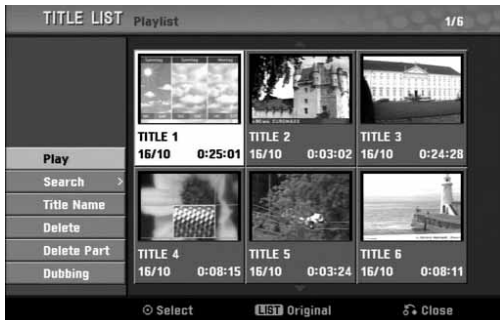 TITLE LIST Playlist 1/6
TITLE 1
16/10 0:25:01
TITLE 2
16/10 0:03:02
TITLE 3
16/10 0:24:28
Play
Search >
Title Name
Delete
Delete Part
Dubbing
TITLE 4
16/10 0:08:15
TITLE 5
16/10 0:03:24
TITLE 6
16/10 0:08:11
Select
LIST Original
Close